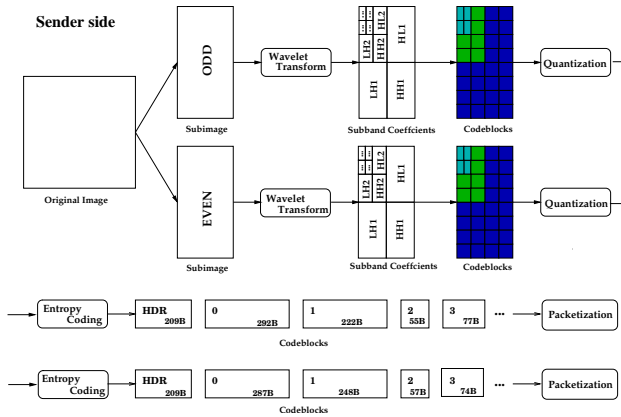 Sender side
ODD
Subimage
Wavelet
Transform
... ...
... ...
HL2
LH2
HH2
HL1
LH1
HH1
Subband Coeffcients
Codeblocks
Quantization
Original Image
EVEN
Subimage
Wavelet
Transform
... ...
... ...
HL2
LH2
HH2
HL1
LH1
HH1
Subband Coeffcients
Codeblocks
Quantization
Entropy
Coding
HDR
209B
0
292B
1
222B
2
55B
3
77B
...
Packetization
Codeblocks
Entropy
Coding
HDR
209B
0
287B
1
248B
2
57B
3
74B
...
Packetization
Codeblocks